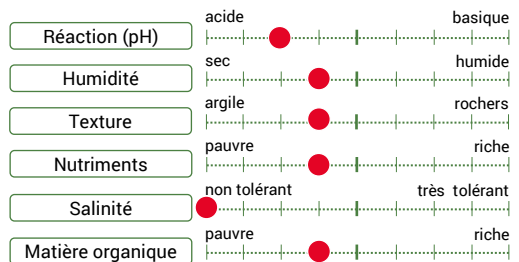 acide basique
Réaction (pH)
sec humide
Humidité
argile rochers
Texture
pauvre riche
Nutriments
non tolérant très tolérant
Salinité
pauvre riche
Matière organique